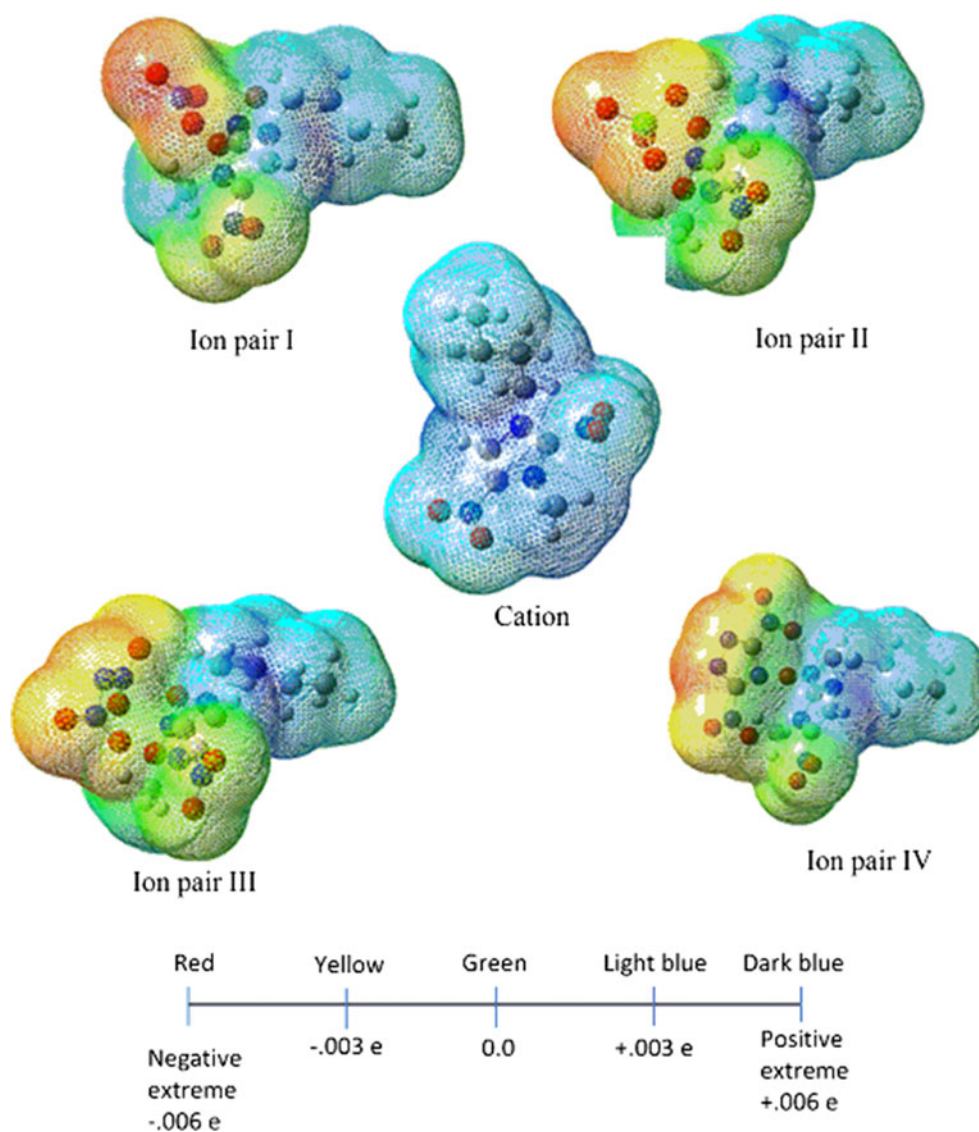 Ion pair I
Ion pair II
Cation
Ion pair III
Ion pair IV
Red Yellow Green Light blue Dark blue
Negative extreme -.006 e
-.003 e
0.0
+.003 e
Positive extreme +.006 e